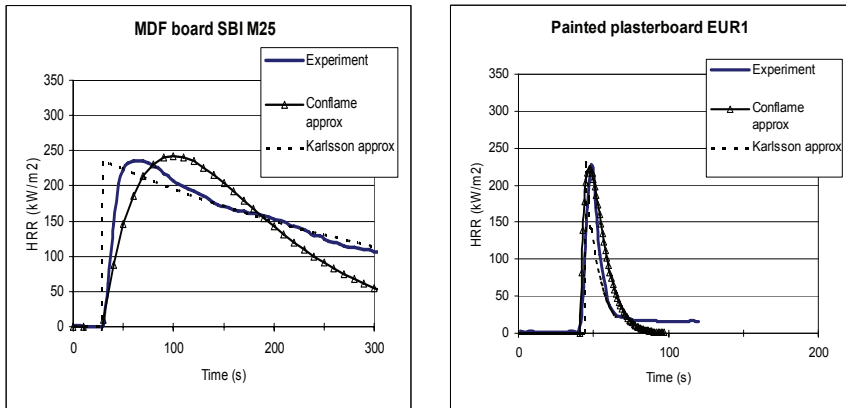 MDF board SBI M25
350
300
250
200
150
100
50
0
HRR (kW/m2)
0 100 200 300
Time (s)
Experiment
Conflame
approx
Karlsson approx
Painted plasterboard EUR1
350
300
250
200
150
100
50
0
HRR (kW/m2)
0 100 200
Time (s)
Experiment
Conflame
approx
Karlsson approx